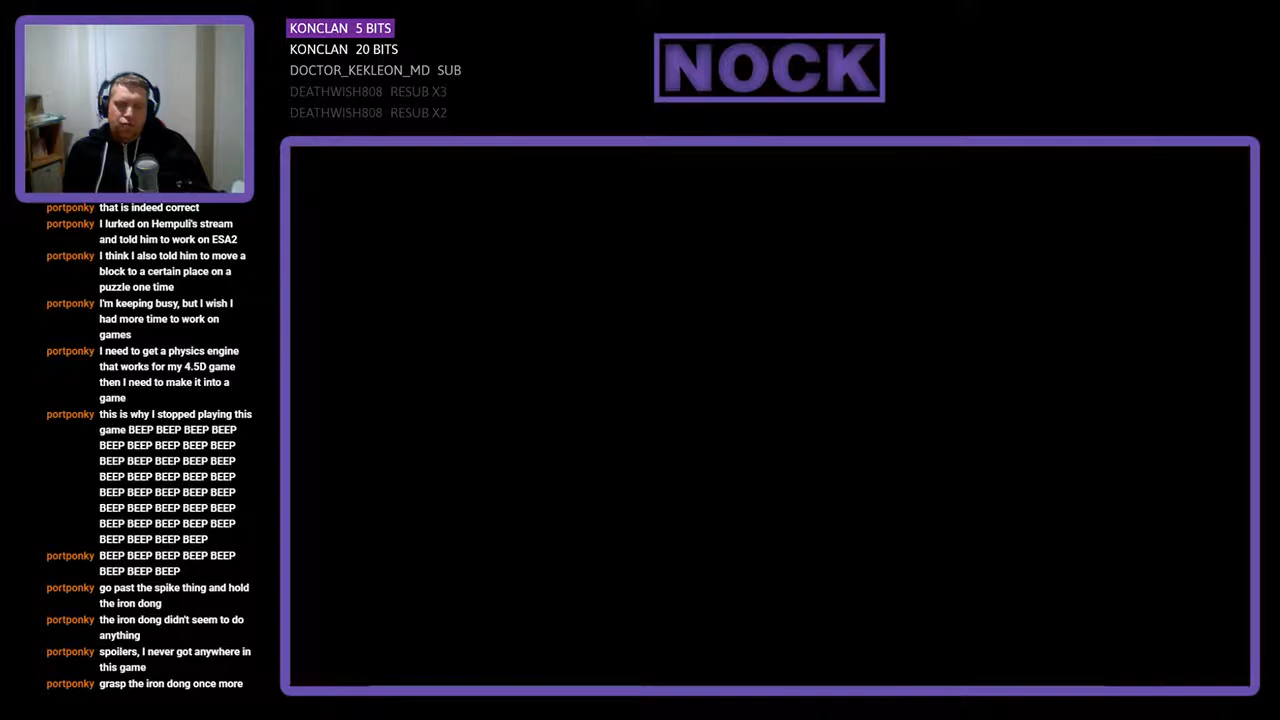 KONCLAN 5 BITS
KONCLAN 20 BITS
DOCTOR_KEKLEON_MD SUB
DEATHWISH808 RESUB X3
DEATHWISH808 RESUB X2
NOCK
portponky that is indeed correct
portponky I lurked on Hempuli's stream
and told him to work on ESA2
portponky I think I also told him to move a
block to a certain place on a
puzzle one time
portponky I'm keeping busy, but I wish I
had more time to work on
games
portponky I need to get a physics engine
that works for my 4.5D game
then I need to make it into a
game
portponky this is why I stopped playing this
game BEEP BEEP BEEP BEEP
BEEP BEEP BEEP BEEP BEEP
BEEP BEEP BEEP BEEP BEEP
BEEP BEEP BEEP BEEP BEEP
BEEP BEEP BEEP BEEP BEEP
BEEP BEEP BEEP BEEP BEEP
BEEP BEEP BEEP BEEP BEEP
BEEP BEEP BEEP BEEP
portponky BEEP BEEP BEEP BEEP BEEP
BEEP BEEP BEEP
portponky go past the spike thing and hold
the iron dong
portponky the iron dong didn't seem to do
anything
portponky spoilers, I never got anywhere in
this game
portponky grasp the iron dong once more